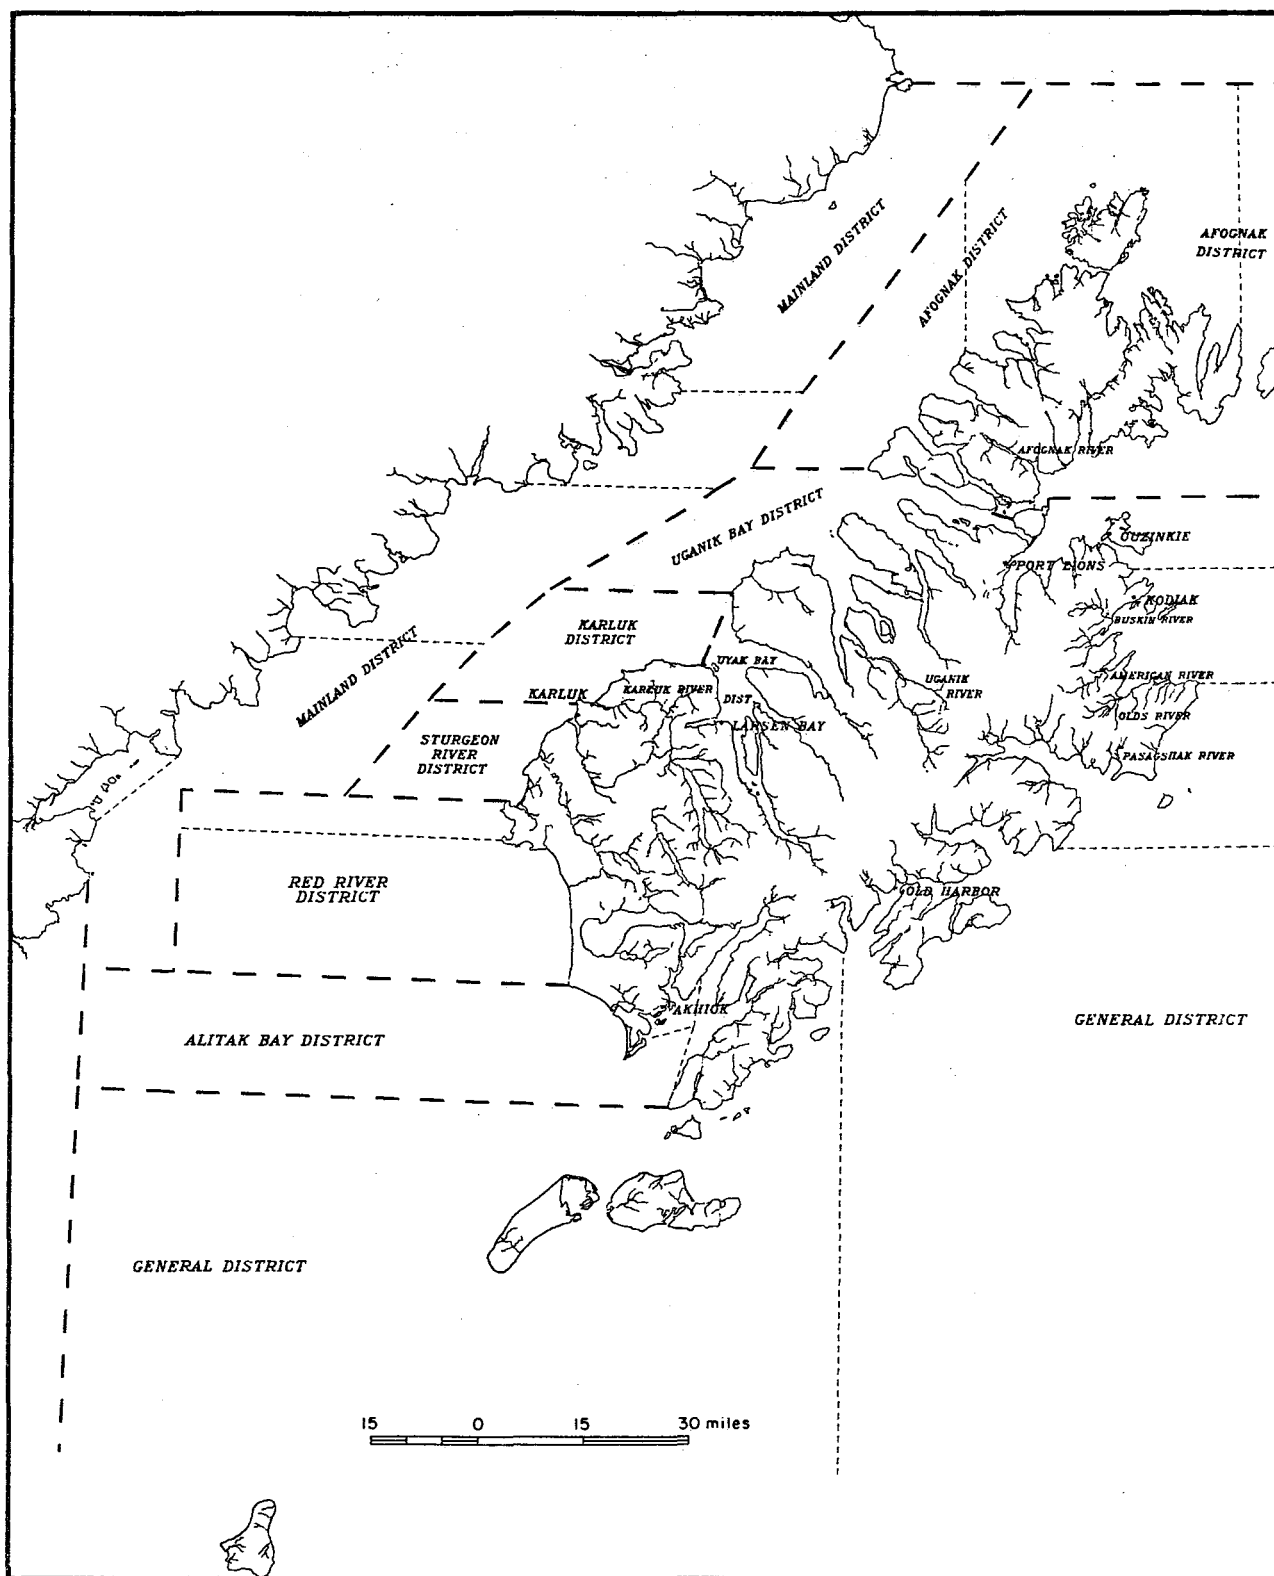 AFOGNAK
DISTRICT
MAINLAND DISTRICT
AFOGNAK DISTRICT
AFOGNAK RIVER
UGANIK BAY DISTRICT
OUZINKIE
PORT LIONS
KODIAK
BUSKIN RIVER
KARLUK
DISTRICT
UYAK BAY
DIST.
MAINLAND DISTRICT
KARLUK
KARLUK RIVER
UGANIK
RIVER
AMERICAN RIVER
OLDS RIVER
LARSEN BAY
STURGEON
RIVER
DISTRICT
PASAGSHAK RIVER
RED RIVER
DISTRICT
OLD HARBOR
AKHIOK
GENERAL DISTRICT
ALITAK BAY DISTRICT
GENERAL DISTRICT
15 0 15 30 miles